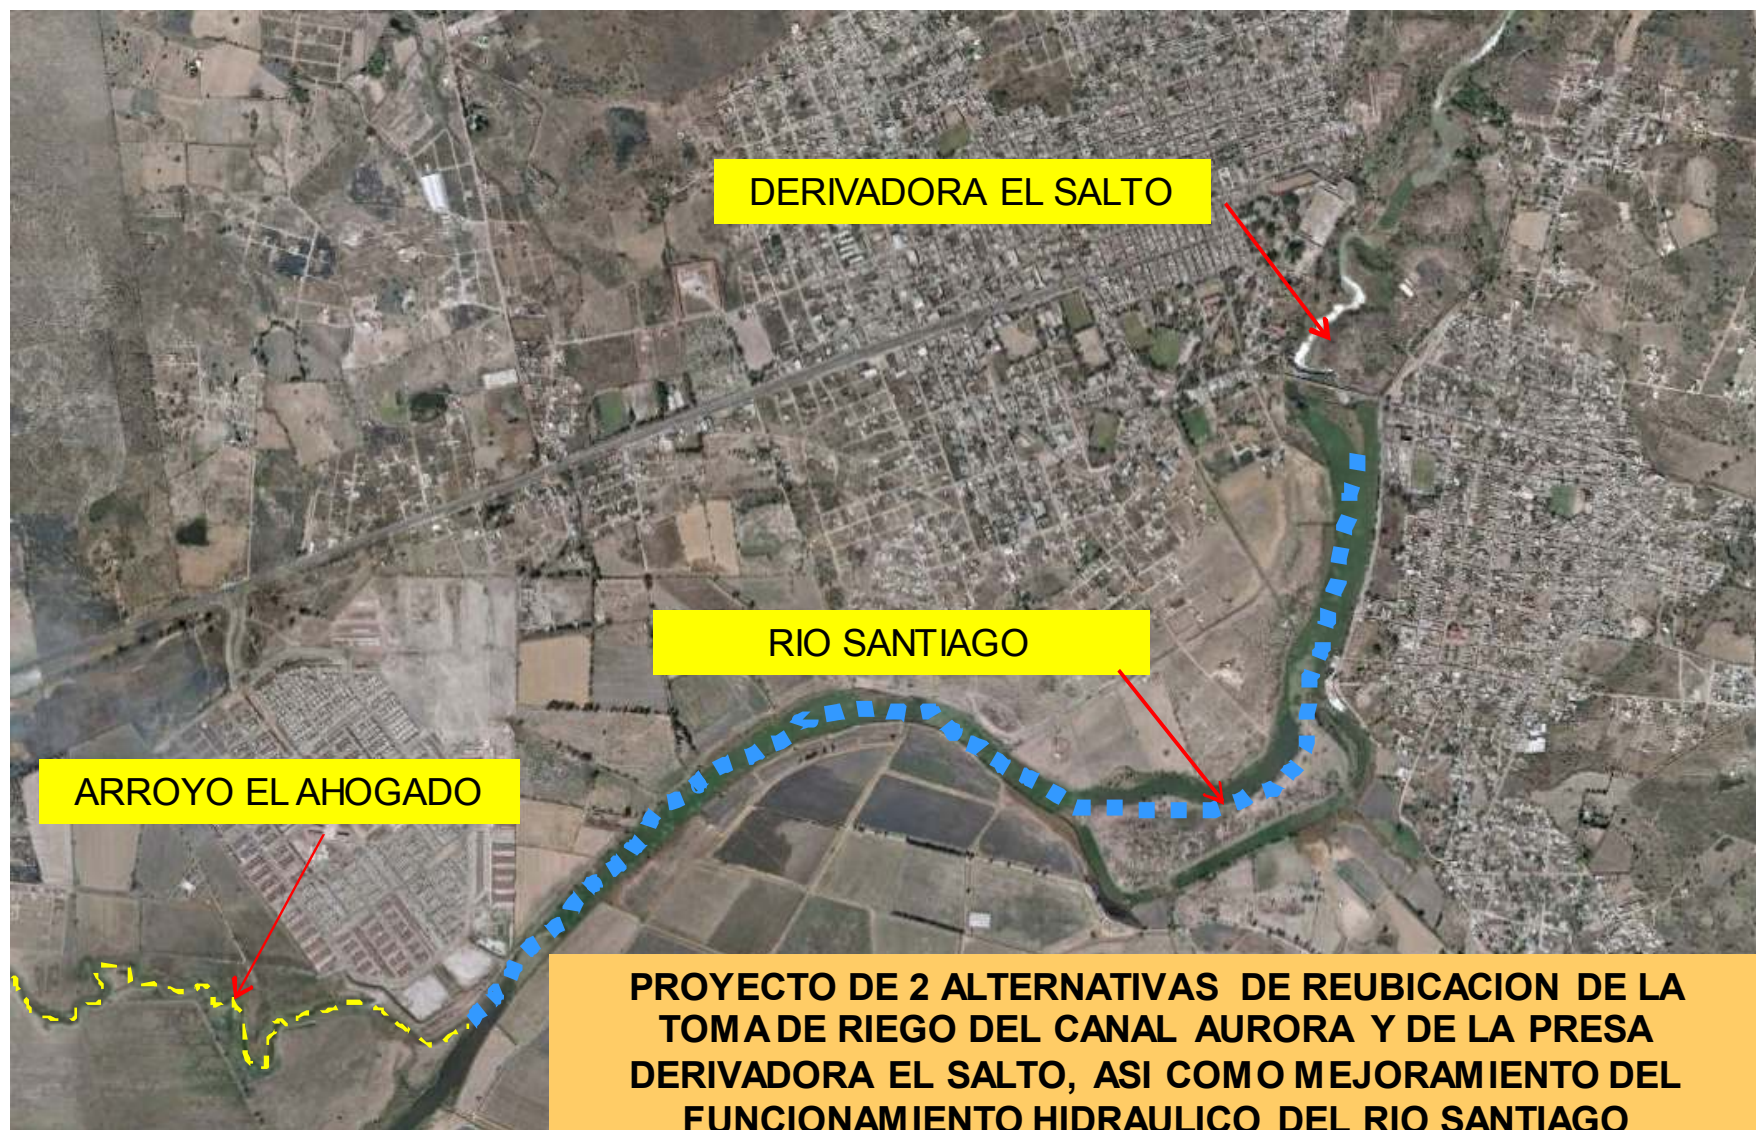 DERIVADORA EL SALTO
RIO SANTIAGO
ARROYO EL AHOGADO
PROYECTO DE 2 ALTERNATIVAS DE REUBICACION DE LA
TOMA DE RIEGO DEL CANAL AURORA Y DE LA PRESA
DERIVADORA EL SALTO, ASI COMO MEJORAMIENTO DEL
FUNCIONAMIENTO HIDRAULICO DEL RIO SANTIAGO